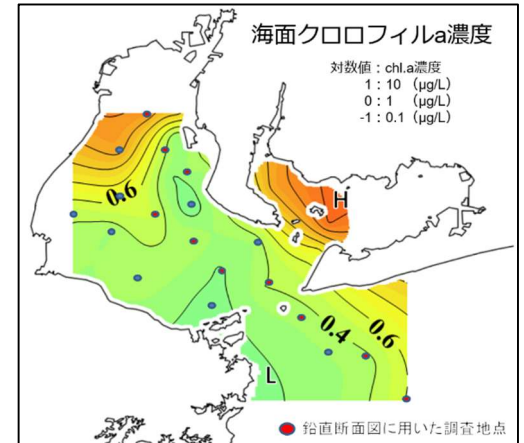 海面クロロフィルa濃度
対数値：chl.a濃度
1：10 （µg/L）
0：1 （µg/L）
-1：0.1 （µg/L）
H
0.6
0.4
0.6
L
鉛直断面図に用いた調査地点